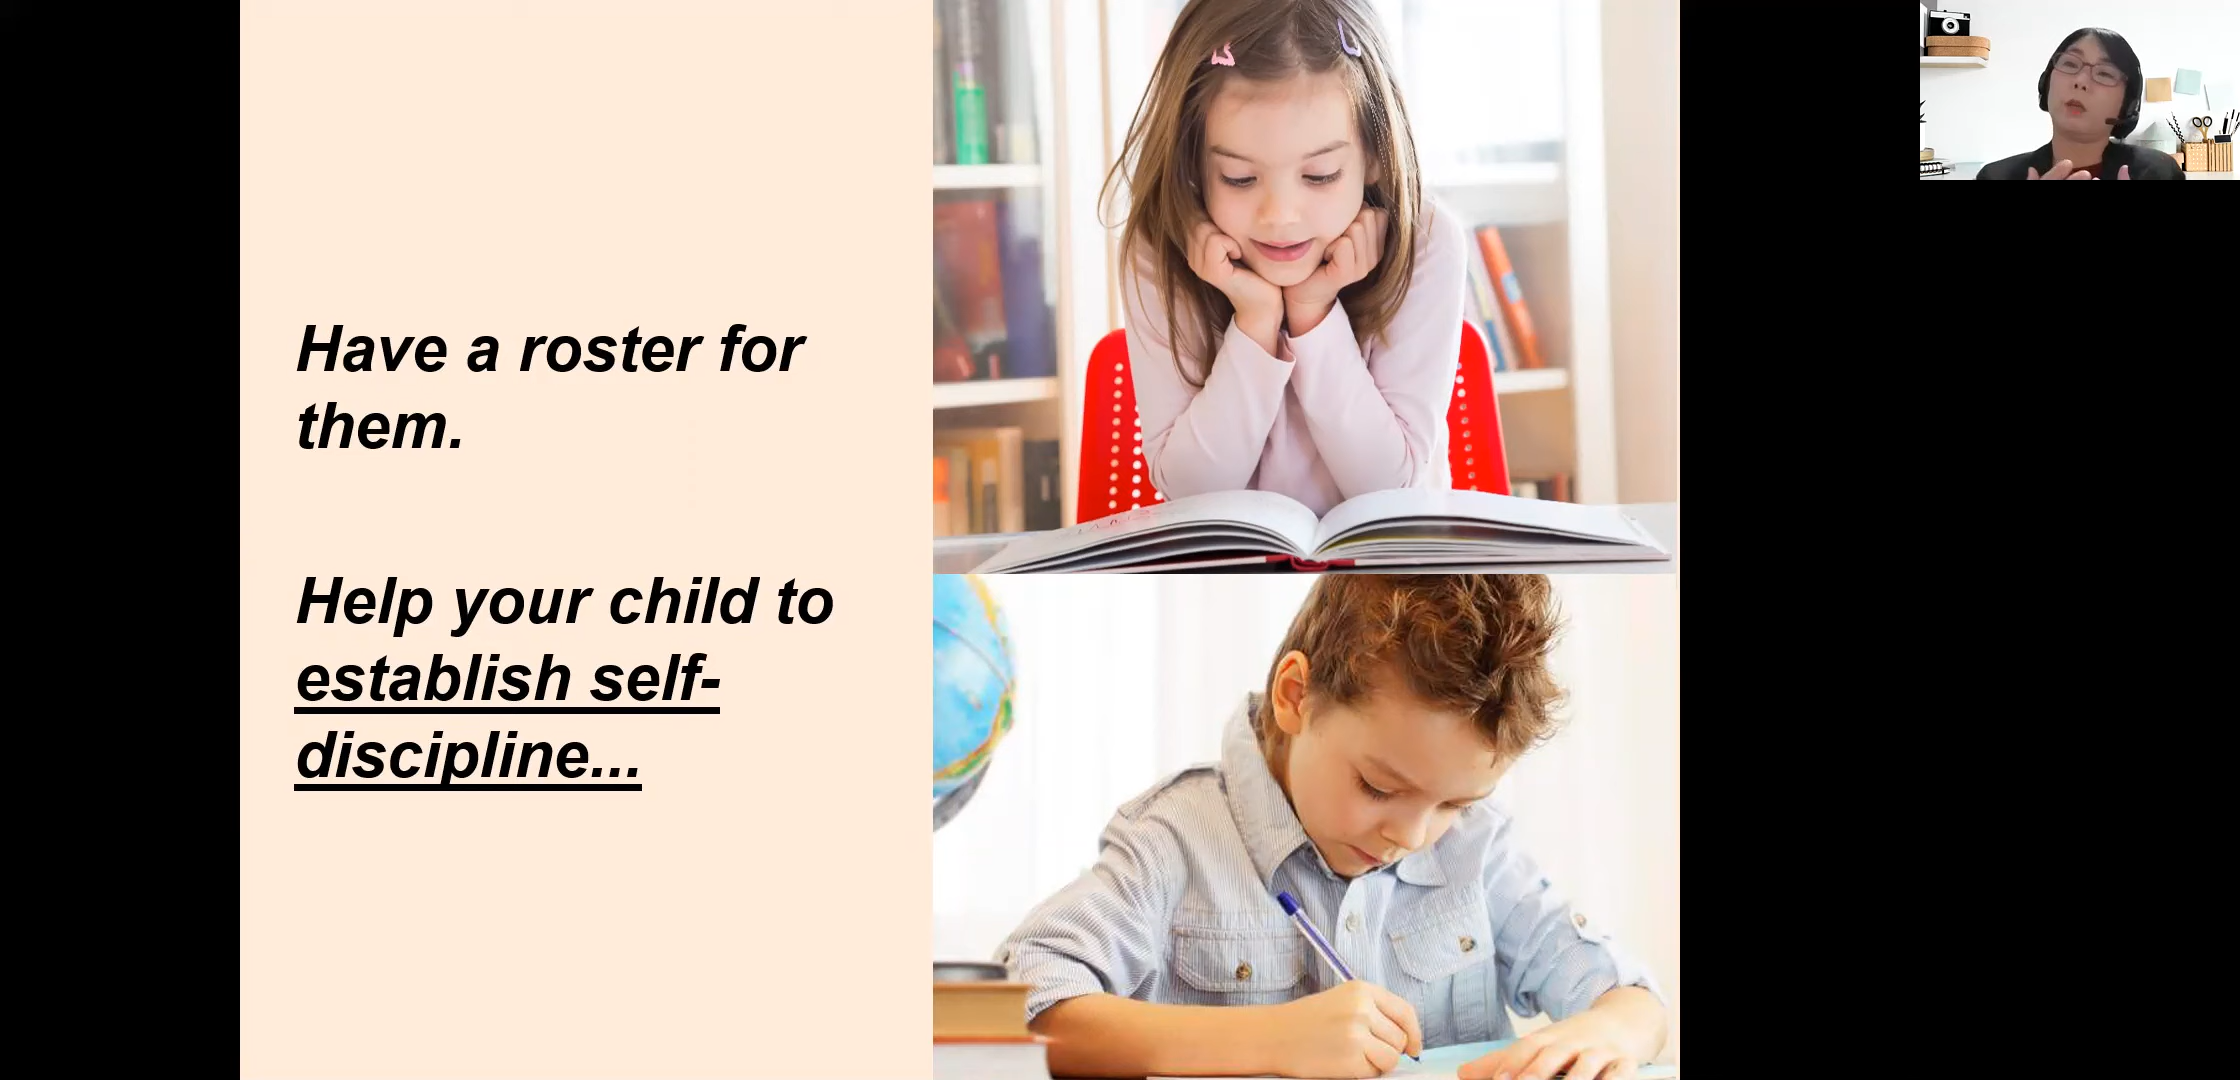 Have a roster for
them.
Help your child to
establish self-
discipline...